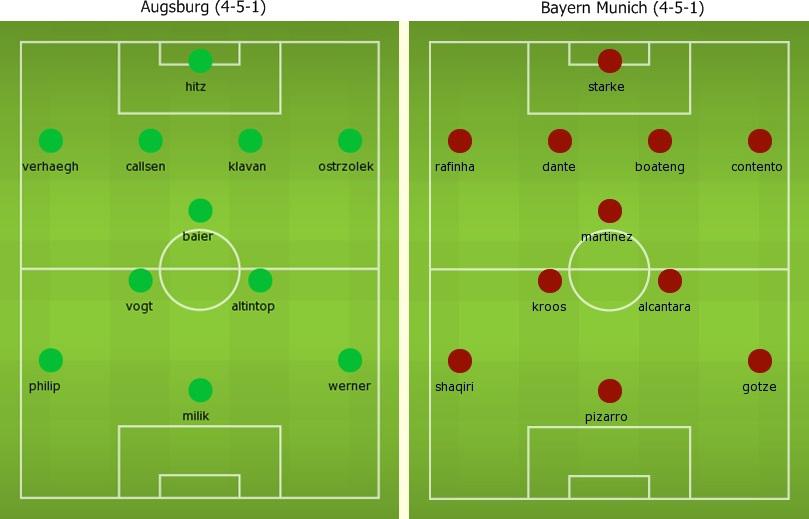 Augsburg (4-5-1)
hitz
verhaegh callsen klavan ostrzolek
baier
vogt altintop
philip werner
milik
Bayern Munich (4-5-1)
starke
rafinha dante boateng contento
martinez
kroos alcantara
shaqiri gotze
pizarro